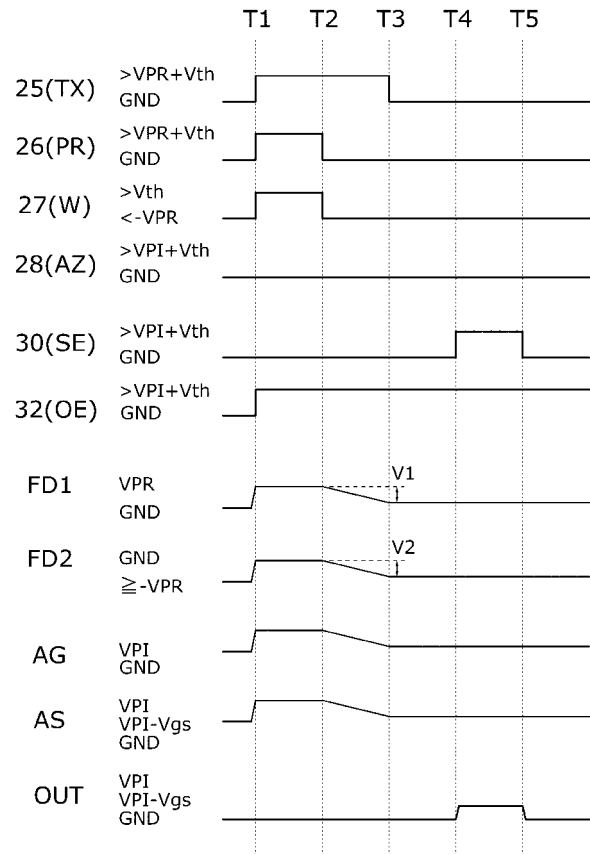 T1 T2 T3 T4 T5
25(TX) >VPR+Vth
GND
26(PR) >VPR+Vth
GND
27(W) >Vth
<-VPR
28(AZ) >VPI+Vth
GND
30(SE) >VPI+Vth
GND
32(OE) >VPI+Vth
GND
FD1 VPR V1
GND
FD2 GND V2
≧-VPR
AG VPI
GND
AS VPI
VPI-Vgs
GND
OUT VPI
VPI-Vgs
GND